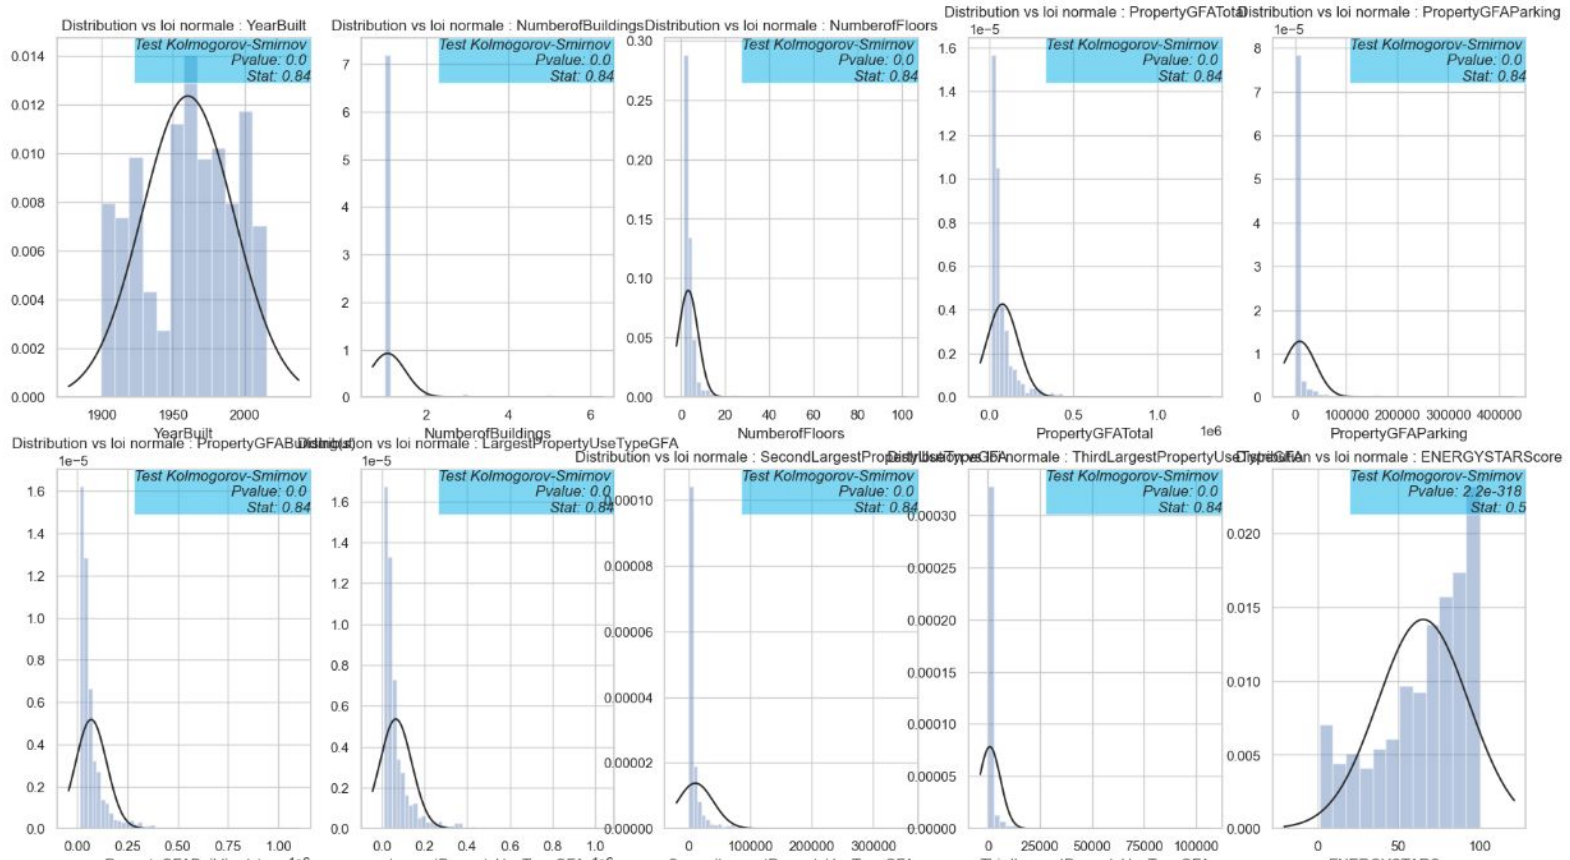 Distribution vs loi normale : YearBuilt
Test Kolmogorov-Smirnov
Pvalue: 0.0
Stat: 0.84
0.014
0.012
0.010
0.008
0.006
0.004
0.002
0.000
1900 1950 2000
YearBuilt
Distribution vs loi normale : NumberofBuildings
Test Kolmogorov-Smirnov
Pvalue: 0.0
Stat: 0.84
7
6
5
4
3
2
1
0
2 4 6
NumberofBuildings
Distribution vs loi normale : NumberofFloors
Test Kolmogorov-Smirnov
Pvalue: 0.0
Stat: 0.84
0.30
0.25
0.20
0.15
0.10
0.05
0.00
0 20 40 60 80 100
NumberofFloors
Distribution vs loi normale : PropertyGFATotal
1e-5
Test Kolmogorov-Smirnov
Pvalue: 0.0
Stat: 0.84
1.6
1.4
1.2
1.0
0.8
0.6
0.4
0.2
0.0
0.0 0.5 1.0
1e6
PropertyGFATotal
Distribution vs loi normale : PropertyGFAParking
1e-5
Test Kolmogorov-Smirnov
Pvalue: 0.0
Stat: 0.84
8
7
6
5
4
3
2
1
0
0 100000 200000 300000 400000
PropertyGFAParking
Distribution vs loi normale : PropertyGFABuilding(s)
1e-5
Test Kolmogorov-Smirnov
Pvalue: 0.0
Stat: 0.84
1.6
1.4
1.2
1.0
0.8
0.6
0.4
0.2
0.0
0.00 0.25 0.50 0.75 1.00
Distribution vs loi normale : LargestPropertyUseTypeGFA
1e-5
Test Kolmogorov-Smirnov
Pvalue: 0.0
Stat: 0.84
1.6
1.4
1.2
1.0
0.8
0.6
0.4
0.2
0.0
0.0 0.2 0.4 0.6 0.8 1.0
Distribution vs loi normale : SecondLargestPropertyUseTypeGFA
Test Kolmogorov-Smirnov
Pvalue: 0.0
Stat: 0.84
0.00010
0.00008
0.00006
0.00004
0.00002
0.00000
0 100000 200000 300000
Distribution vs loi normale : ThirdLargestPropertyUseTypeGFA
Test Kolmogorov-Smirnov
Pvalue: 0.0
Stat: 0.84
0.00030
0.00025
0.00020
0.00015
0.00010
0.00005
0.00000
0 25000 50000 75000 100000
Distribution vs loi normale : ENERGYSTARScore
Test Kolmogorov-Smirnov
Pvalue: 2.2e-318
Stat: 0.5
0.020
0.015
0.010
0.005
0.000
0 50 100